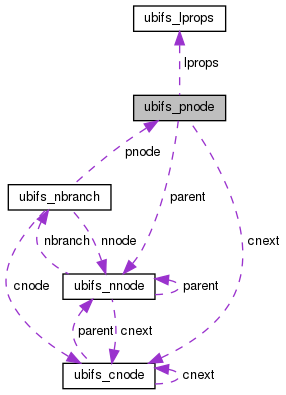 ubifs_lprops
lprops
ubifs_pnode
pnode
parent
ubifs_nbranch
nbranch
nnode
cnext
cnode
ubifs_nnode
parent
parent
cnext
ubifs_cnode
cnext